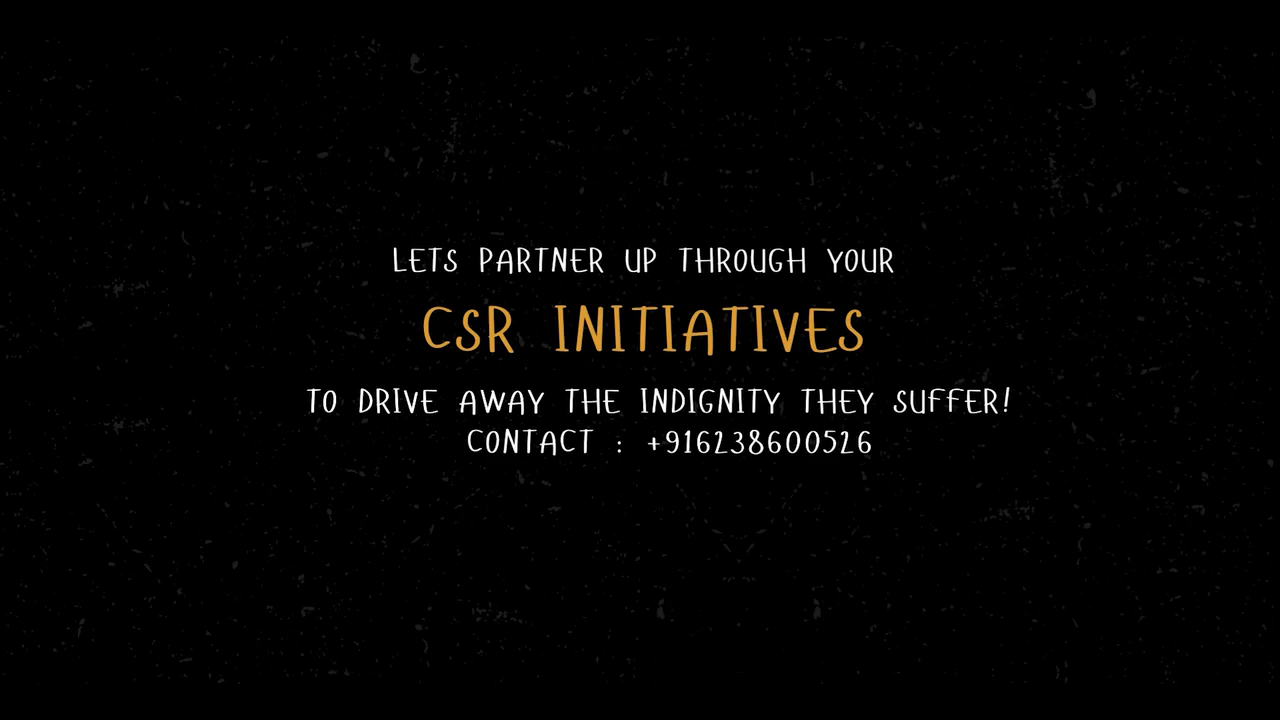 LETS PARTNER UP THROUGH YOUR
CSR INITIATIVES
TO DRIVE AWAY THE INDIGNITY THEY SUFFER!
CONTACT : +916238600526